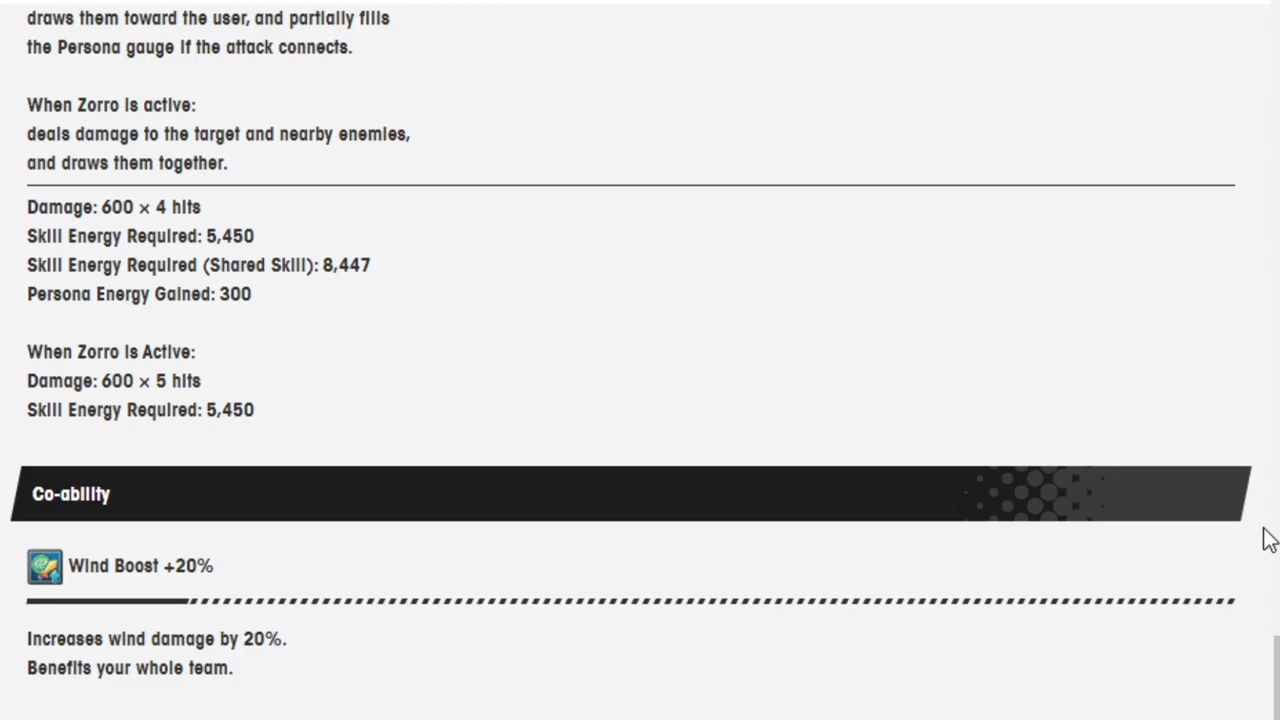 draws them toward the user, and partially fills
the Persona gauge if the attack connects.
When Zorro is active:
deals damage to the target and nearby enemies,
and draws them together.
Damage: 600 × 4 hits
Skill Energy Required: 5,450
Skill Energy Required (Shared Skill): 8,447
Persona Energy Gained: 300
When Zorro Is Active:
Damage: 600 × 5 hits
Skill Energy Required: 5,450
Co-ability
Wind Boost +20%
Increases wind damage by 20%.
Benefits your whole team.